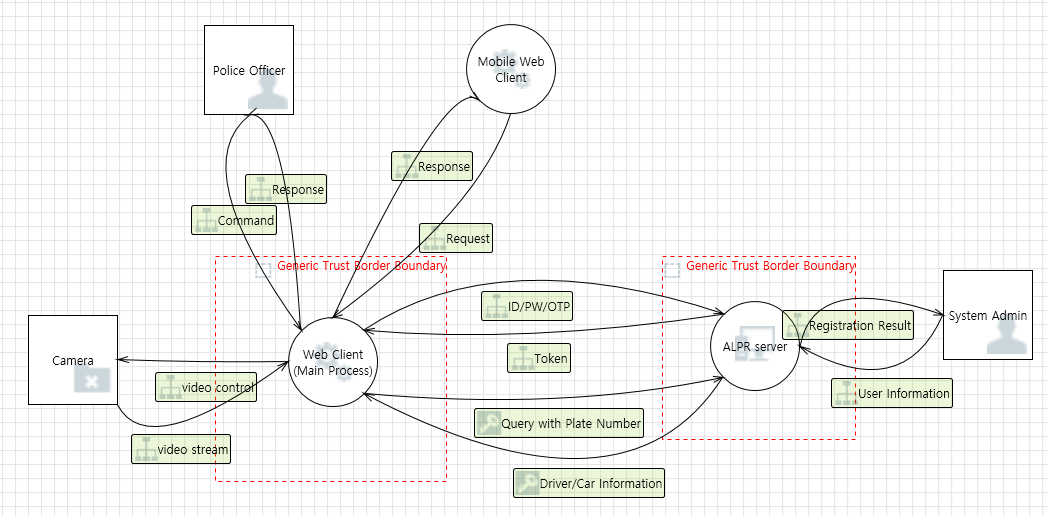 Police Officer
Mobile Web
Client
Response
Response
Command
Request
Generic Trust Border Boundary
Generic Trust Border Boundary
ID/PW/OTP
System Admin
Registration Result
Camera
Web Client
(Main Process)
ALPR server
Token
video control
User Information
Query with Plate Number
video stream
Driver/Car Information